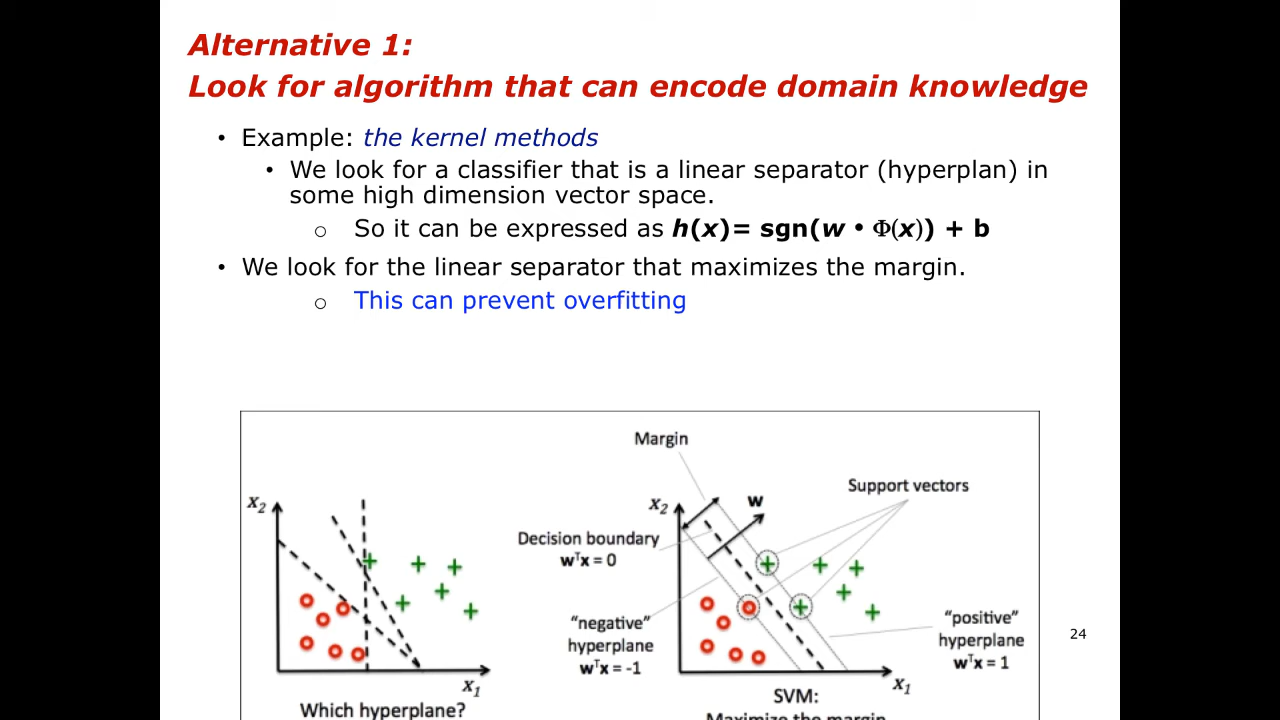 Alternative 1:
Look for algorithm that can encode domain knowledge
• Example: the kernel methods
• We look for a classifier that is a linear separator (hyperplan) in
some high dimension vector space.
o So it can be expressed as h(x)= sgn(w • Φ(x)) + b
• We look for the linear separator that maximizes the margin.
o This can prevent overfitting
x2
x1
Which hyperplane?
Margin
x2
w
Support vectors
Decision boundary
wᵀx = 0
"negative"
hyperplane
wᵀx = -1
"positive"
hyperplane
wᵀx = 1
x1
SVM:
Maximize the margin
24